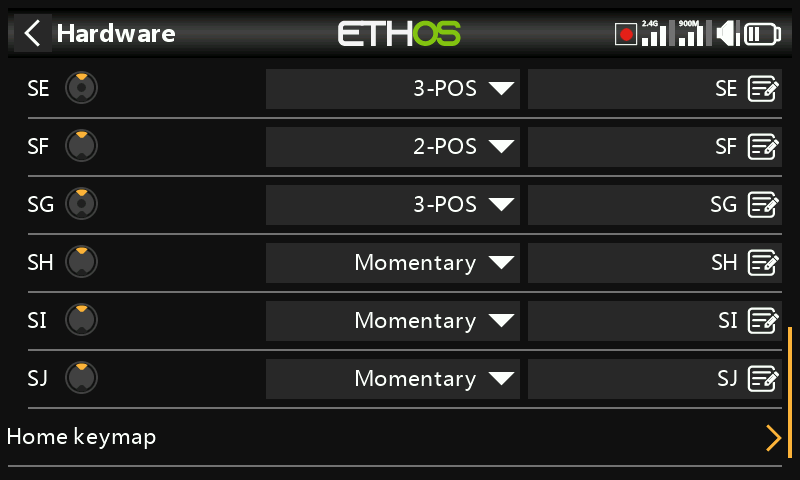 Hardware ETHOS 2.4G 900M
SE 3-POS SE
SF 2-POS SF
SG 3-POS SG
SH Momentary SH
SI Momentary SI
SJ Momentary SJ
Home keymap